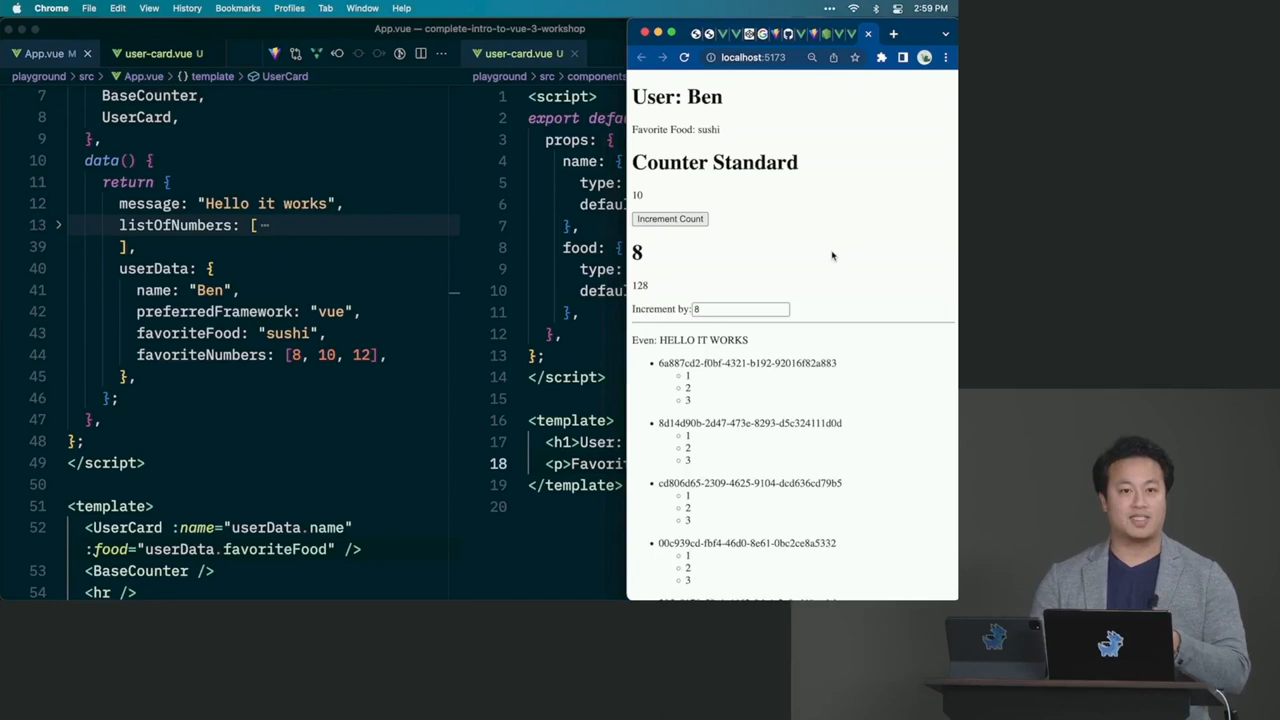 Chrome File Edit View History Bookmarks Profiles Tab Window Help 2:59 PM
App.vue — complete-intro-to-vue-3-workshop
App.vue M
user-card.vue U
user-card.vue U
playground > src > App.vue > {} template > UserCard
playground > src > components
7 BaseCounter,
8 UserCard,
9 },
10 data() {
11 return {
12 message: "Hello it works",
13 listOfNumbers: [
39 ],
40 userData: {
41 name: "Ben",
42 preferredFramework: "vue",
43 favoriteFood: "sushi",
44 favoriteNumbers: [8, 10, 12],
45 },
46 };
47 },
48 };
49 </script>
50
51 <template>
52 <UserCard :name="userData.name"
:food="userData.favoriteFood" />
53 <BaseCounter />
54 <hr />
1 <script>
2 export defa
3 props: {
4 name: {
5 type:
6 defau
7 },
8 food: {
9 type:
10 defau
11 },
12 },
13 };
14 </script>
15
16 <template>
17 <h1>User:
18 <p>Favori
19 </template>
20
localhost:5173
User: Ben
Favorite Food: sushi
Counter Standard
10
Increment Count
8
128
Increment by: 8
Even: HELLO IT WORKS
6a887cd2-f0bf-4321-b192-92016f82a883
1
2
3
8d14d90b-2d47-473e-8293-d5c324111d0d
1
2
3
cd806d65-2309-4625-9104-dcd636cd79b5
1
2
3
00c939cd-fbf4-46d0-8e61-0bc2ce8a5332
1
2
3